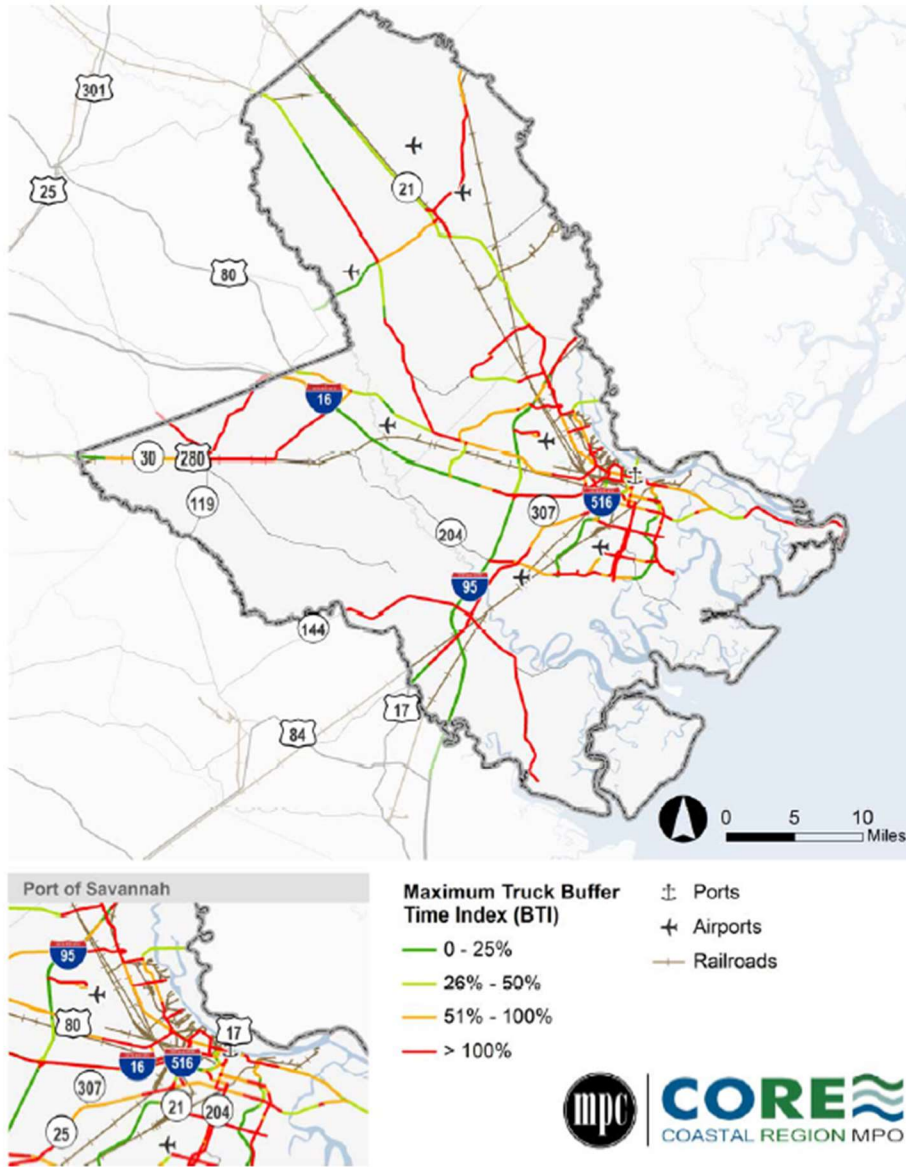 301
25
21
80
16
30
280
119
307
516
204
95
144
17
84
0 5 10
Miles
Port of Savannah
95
80
17
16
516
307
21
204
25
Maximum Truck Buffer
Time Index (BTI)
0 - 25%
26% - 50%
51% - 100%
> 100%
Ports
Airports
Railroads
mpc
CORE
COASTAL REGION MPO